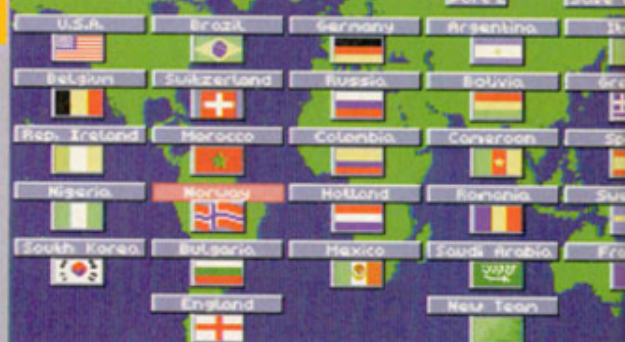 U.S.A. Brazil Germany Argentina
Belgium Switzerland Russia Bolivia
Rep. Ireland Morocco Colombia Cameroon
Nigeria Norway Holland Romania
South Korea Bulgaria Mexico Saudi Arabia
England New Team